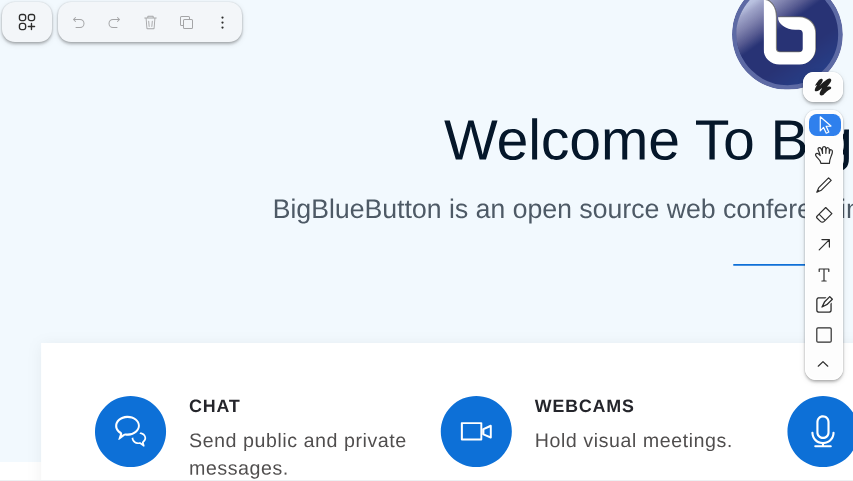 Welcome To B
BigBlueButton is an open source web confere
CHAT
Send public and private
messages.
WEBCAMS
Hold visual meetings.